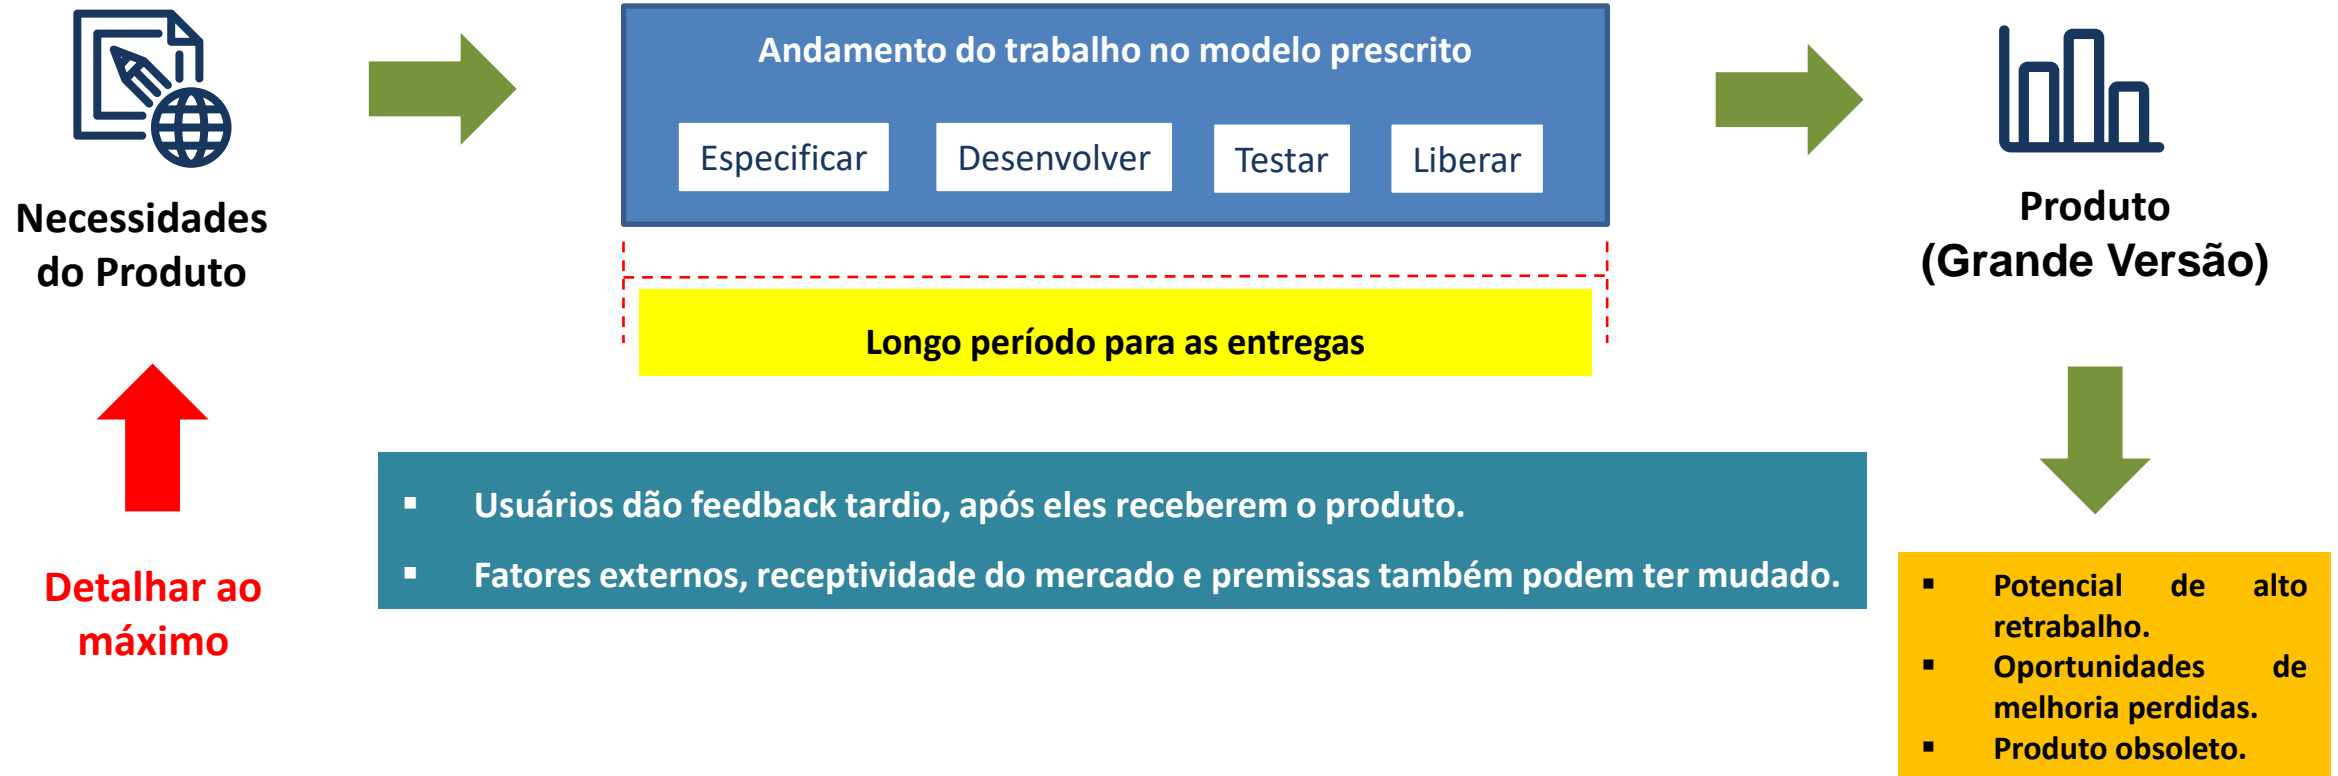 Andamento do trabalho no modelo prescrito
Especificar
Desenvolver
Testar
Liberar
Necessidades
do Produto
Produto
(Grande Versão)
Longo período para as entregas
▪ Usuários dão feedback tardio, após eles receberem o produto.
▪ Fatores externos, receptividade do mercado e premissas também podem ter mudado.
Detalhar ao
máximo
▪ Potencial de alto
retrabalho.
▪ Oportunidades de
melhoria perdidas.
▪ Produto obsoleto.